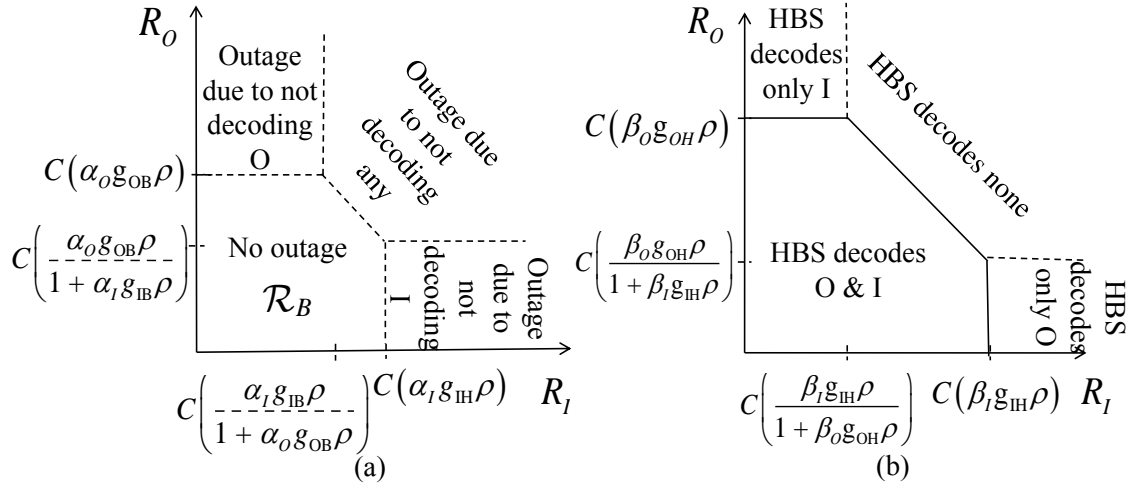 R_O
Outage
due to not
decoding
O
Outage due
to not
decoding
any
C(α_O g_OB ρ)
C(α_O g_OB ρ / 1 + α_I g_IB ρ)
No outage
R_B
Outage
due to
not
decoding
I
C(α_I g_IB ρ / 1 + α_O g_OB ρ)
C(α_I g_IH ρ)
R_I
(a)
R_O
HBS
decodes
only I
HBS decodes none
C(β_O g_OH ρ)
C(β_O g_OH ρ / 1 + β_I g_IH ρ)
HBS decodes
O & I
HBS
decodes
only O
C(β_I g_IH ρ / 1 + β_O g_OH ρ)
C(β_I g_IH ρ)
R_I
(b)